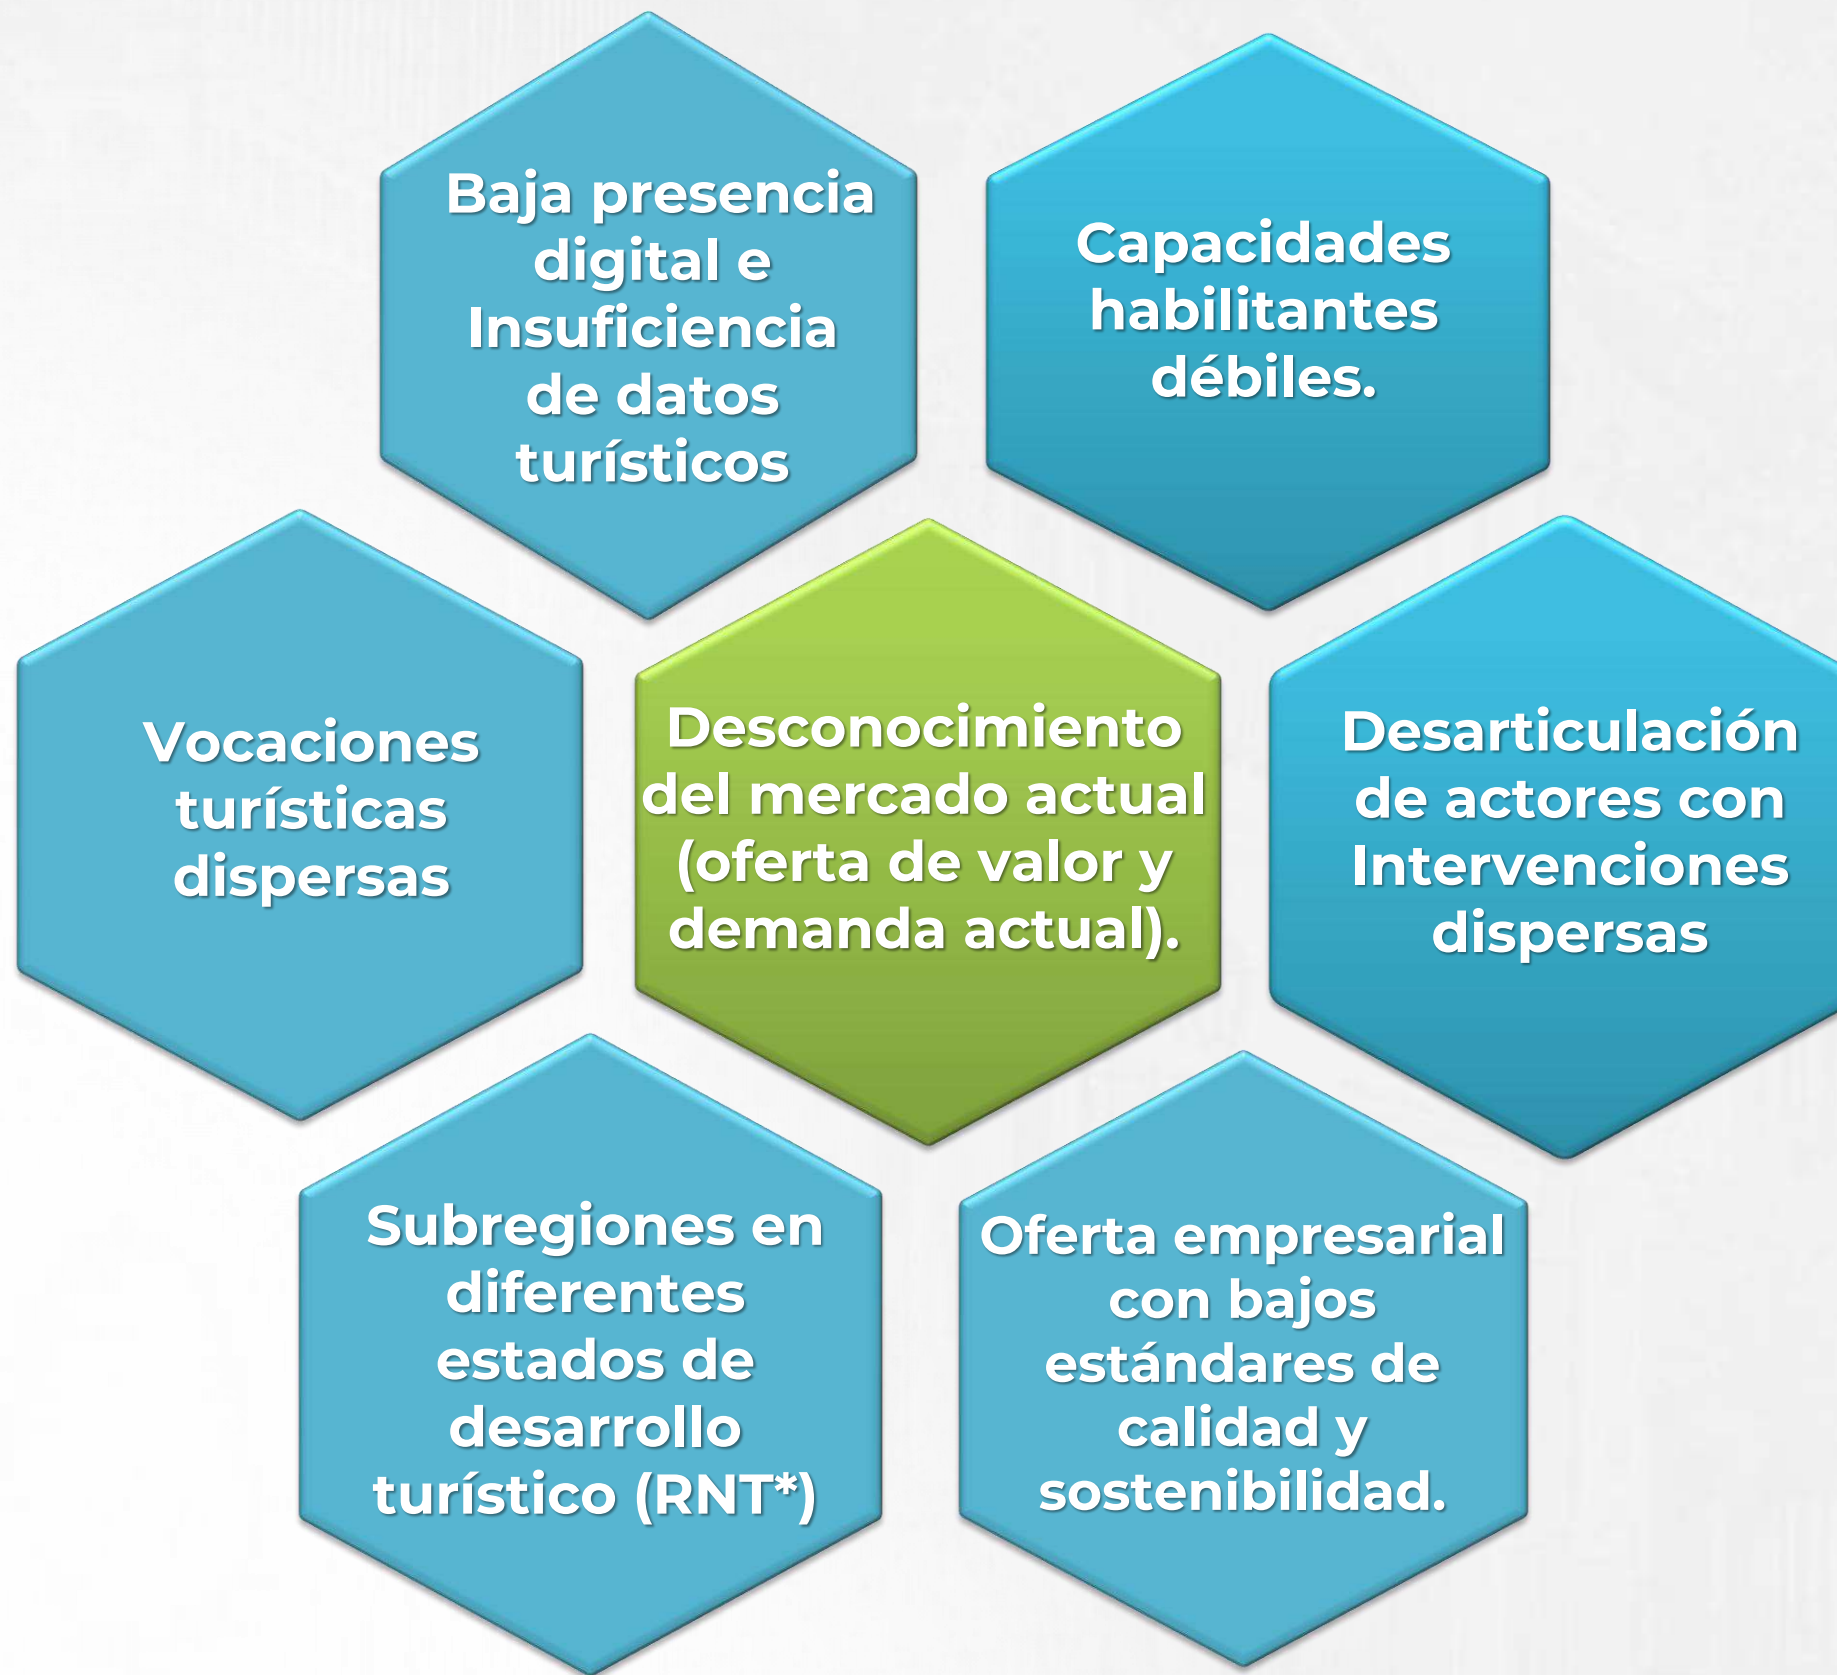 Baja presencia
digital e
Insuficiencia
de datos
turísticos
Capacidades
habilitantes
débiles.
Vocaciones
turísticas
dispersas
Desconocimiento
del mercado actual
(oferta de valor y
demanda actual).
Desarticulación
de actores con
Intervenciones
dispersas
Subregiones en
diferentes
estados de
desarrollo
turístico (RNT*)
Oferta empresarial
con bajos
estándares de
calidad y
sostenibilidad.